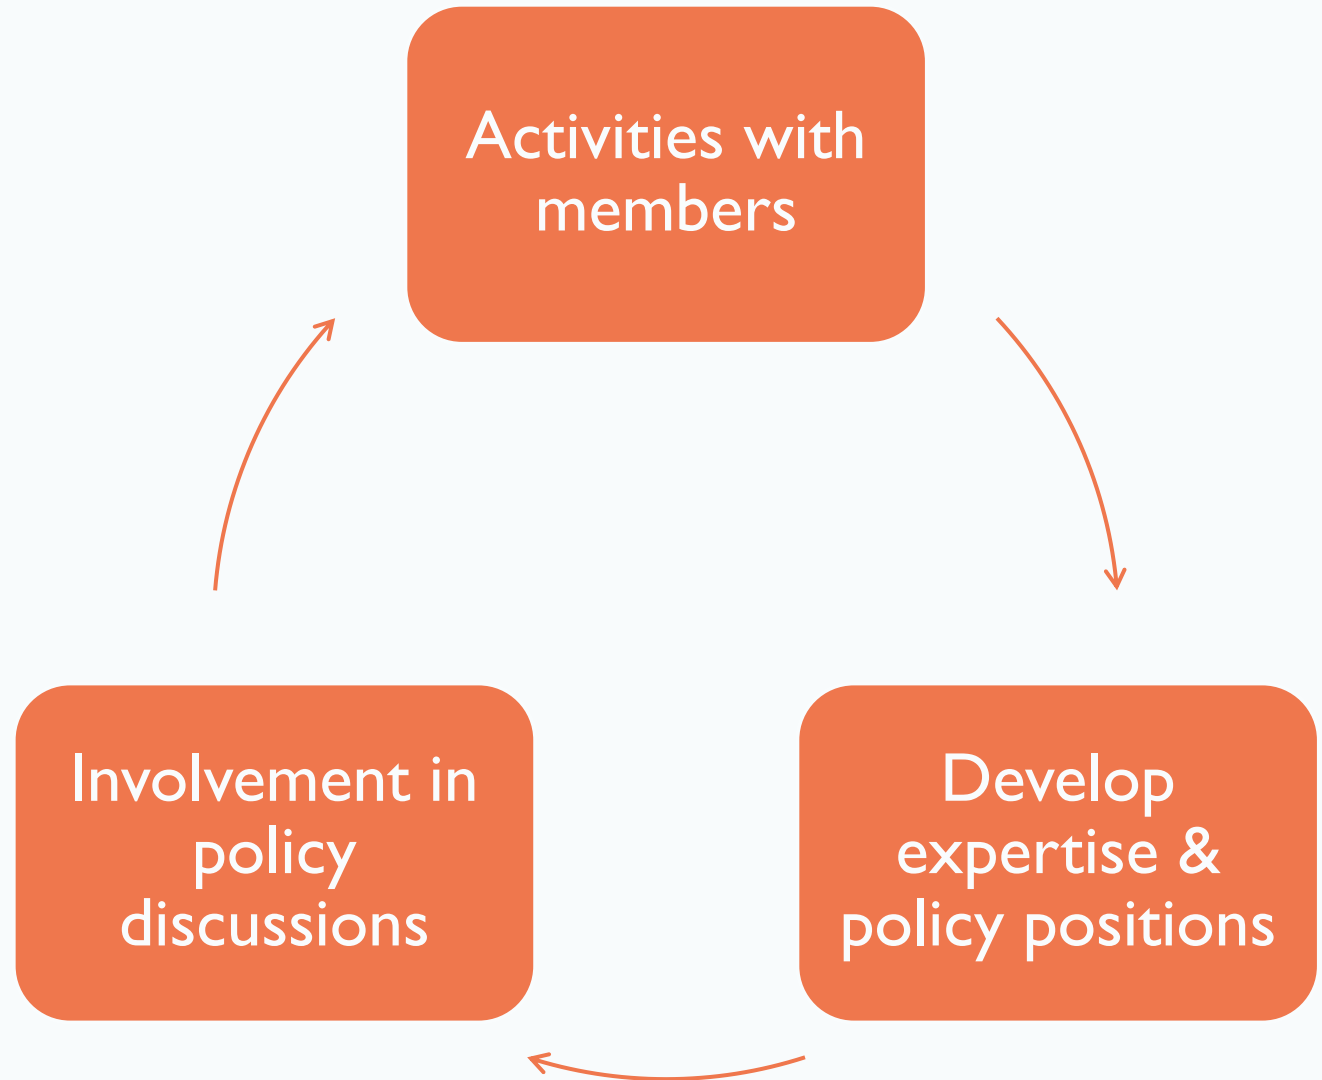 Activities with
members
Involvement in
policy
discussions
Develop
expertise &
policy positions